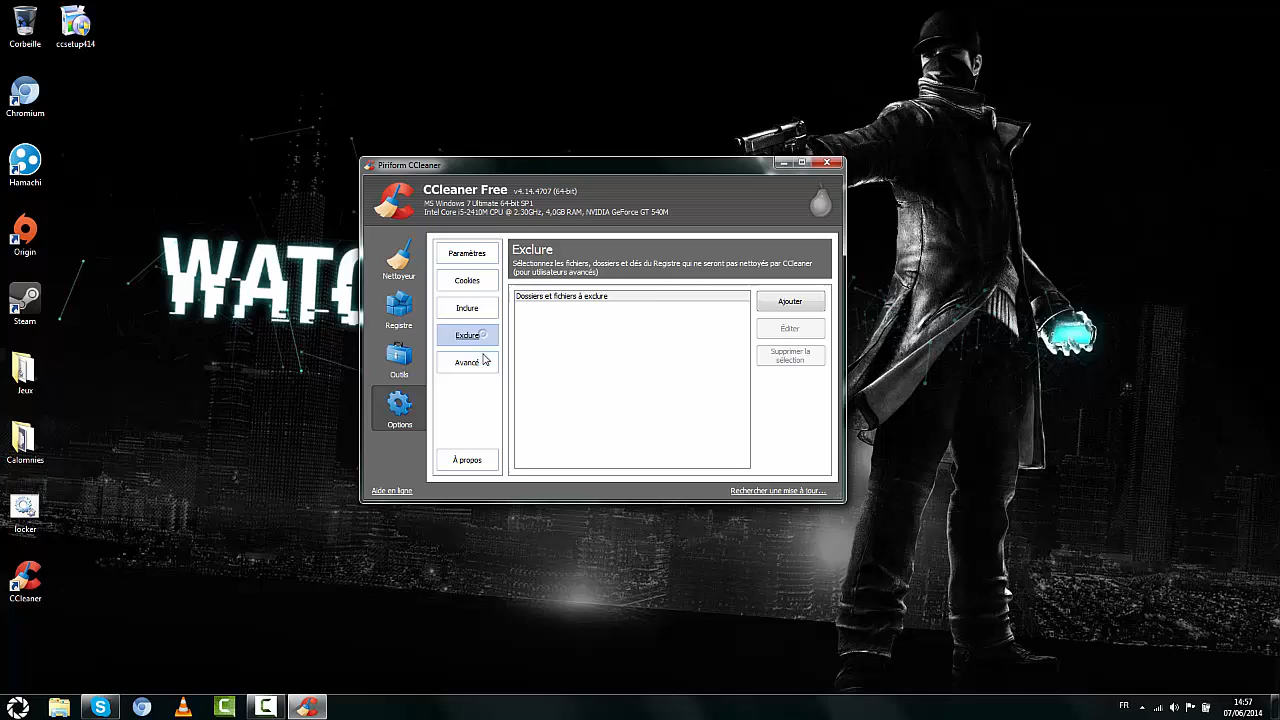 Corbeille
ccsetup414
Chromium
Hamachi
Origin
Steam
Jeux
Calomnies
locker
CCleaner
WATC
Piriform CCleaner
CCleaner Free v4.14.4707 (64-bit)
MS Windows 7 Ultimate 64-bit SP1
Intel Core i5-2410M CPU @ 2.30GHz, 4,0GB RAM, NVIDIA GeForce GT 540M
Nettoyeur
Registre
Outils
Options
Paramètres
Cookies
Inclure
Exclure
Avancé
À propos
Exclure
Sélectionnez les fichiers, dossiers et clés du Registre qui ne seront pas nettoyés par CCleaner
(pour utilisateurs avancés)
Dossiers et fichiers à exclure
Ajouter
Éditer
Supprimer la
sélection
Aide en ligne
Rechercher une mise à jour...
FR
14:57
07/06/2014